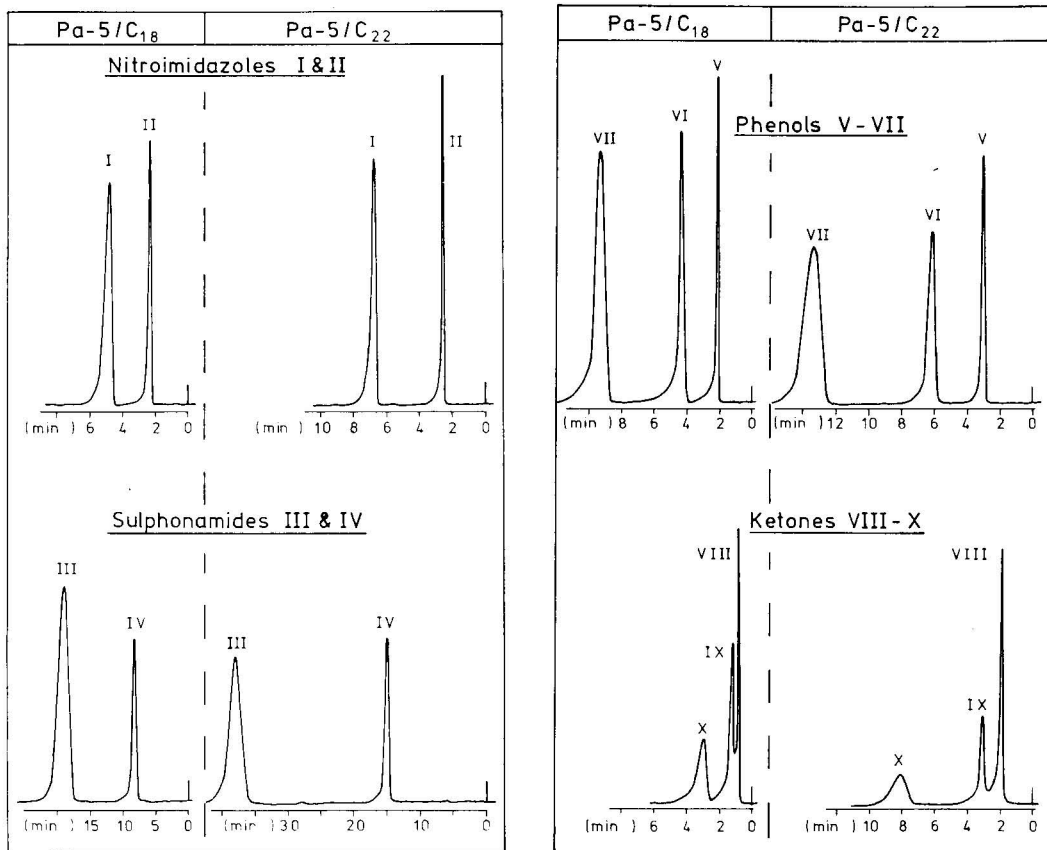 Pa-5/C18 Pa-5/C22
Nitroimidazoles I & II
I II I II
(min) 6 4 2 0 (min) 10 8 6 4 2 0
Sulphonamides III & IV
III IV III IV
(min) 15 10 5 0 (min) 30 20 10 0
Pa-5/C18 Pa-5/C22
Phenols V-VII
VII VI V VII VI V
(min) 8 6 4 2 0 (min) 12 10 8 6 4 2 0
Ketones VIII-X
X IX VIII X IX VIII
6 4 2 0 (min) 10 8 6 4 2 0
(min)